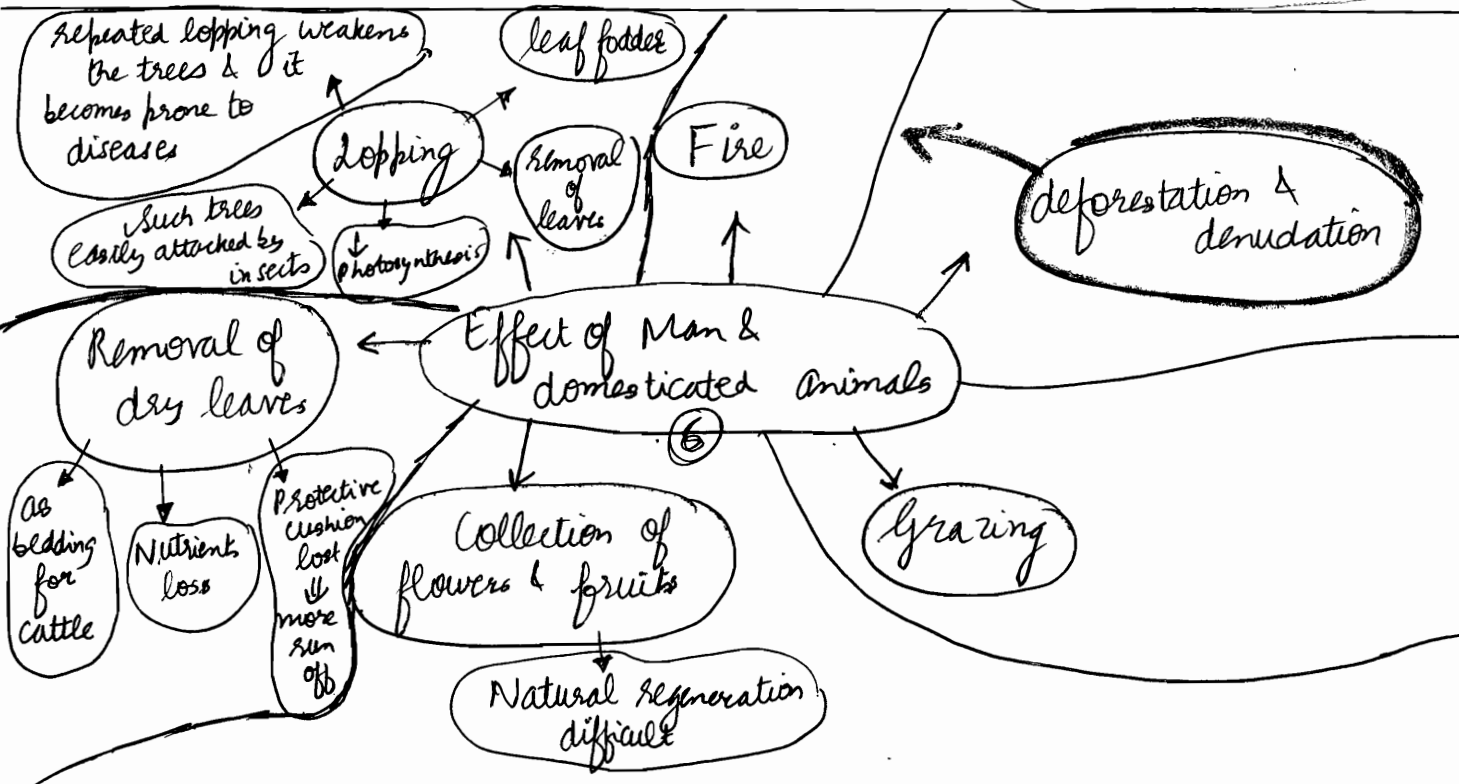 repeated lopping weakens
the trees & it
becomes prone to
diseases
leaf fodder
Lopping
removal
of
leaves
Such trees
easily attacked by
insects
↓
photosynthesis
Fire
deforestation &
denudation
Effect of Man &
domesticated animals
6
Removal of
dry leaves
as
bedding
for
cattle
Nutrients
loss
Protective
cushion
lost
⇓
more
run
off
Collection of
flowers & fruits
Natural regeneration
difficult
Grazing